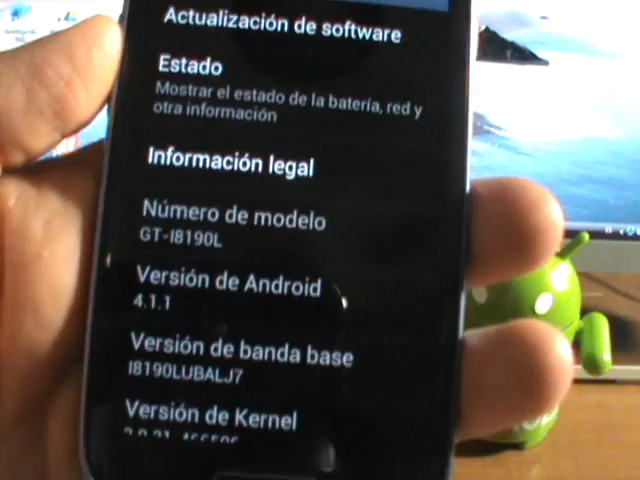 Actualización de software
Estado
Mostrar el estado de la batería, red y
otra información
Información legal
Número de modelo
GT-I8190L
Versión de Android
4.1.1
Versión de banda base
I8190LUBALJ7
Versión de Kernel